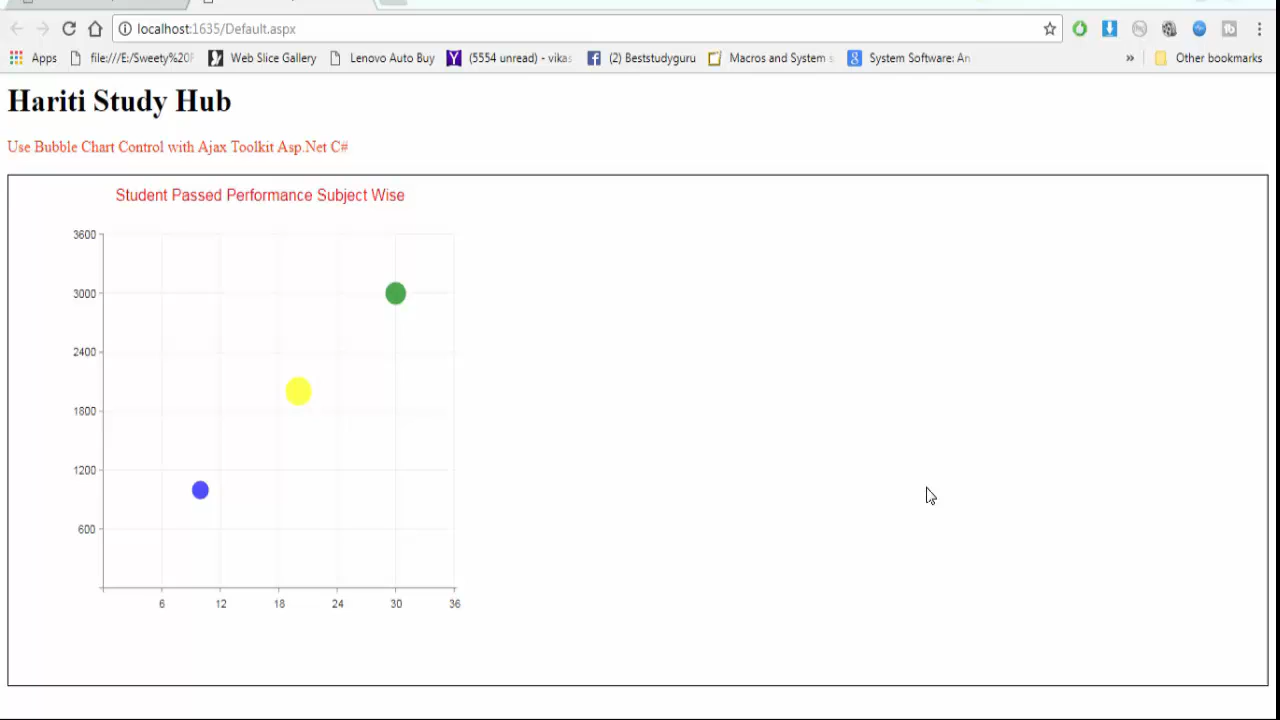 localhost:1635/Default.aspx
Apps file:///E:/Sweety%20 Web Slice Gallery Lenovo Auto Buy (5554 unread) - vikas (2) Beststudyguru Macros and System System Software: An » Other bookmarks
Hariti Study Hub
Use Bubble Chart Control with Ajax Toolkit Asp.Net C#
Student Passed Performance Subject Wise
3600
3000
2400
1800
1200
600
6 12 18 24 30 36